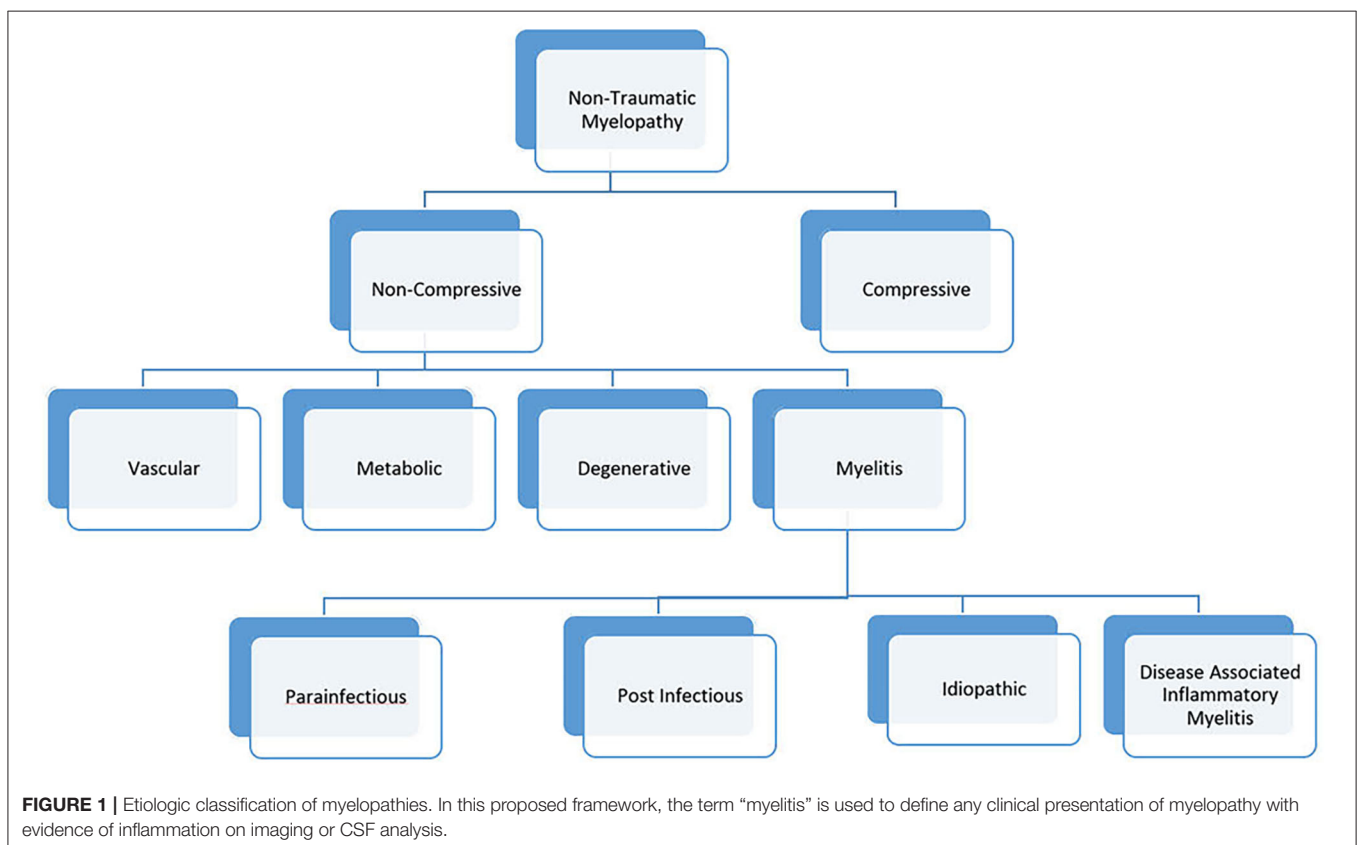 Non-Traumatic
Myelopathy
Non-Compressive
Compressive
Vascular
Metabolic
Degenerative
Myelitis
Parainfectious
Post Infectious
Idiopathic
Disease Associated
Inflammatory
Myelitis
FIGURE 1 | Etiologic classification of myelopathies. In this proposed framework, the term “myelitis” is used to define any clinical presentation of myelopathy with
evidence of inflammation on imaging or CSF analysis.